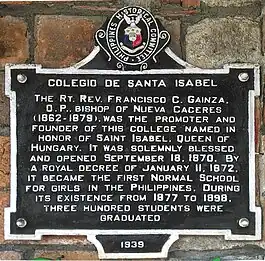 PHILIPPINES HISTORICAL COMMITTEE
COLEGIO DE SANTA ISABEL
THE RT. REV. FRANCISCO C. GAINZA,
O.P., BISHOP OF NUEVA CACERES
(1862-1879), WAS THE PROMOTER AND
FOUNDER OF THIS COLLEGE NAMED IN
HONOR OF SAINT ISABEL, QUEEN OF
HUNGARY. IT WAS SOLEMNLY BLESSED
AND OPENED SEPTEMBER 18, 1870. BY
A ROYAL DECREE OF JANUARY 11, 1872,
IT BECAME THE FIRST NORMAL SCHOOL
FOR GIRLS IN THE PHILIPPINES. DURING
ITS EXISTENCE FROM 1877 TO 1898,
THREE HUNDRED STUDENTS WERE
GRADUATED
1939